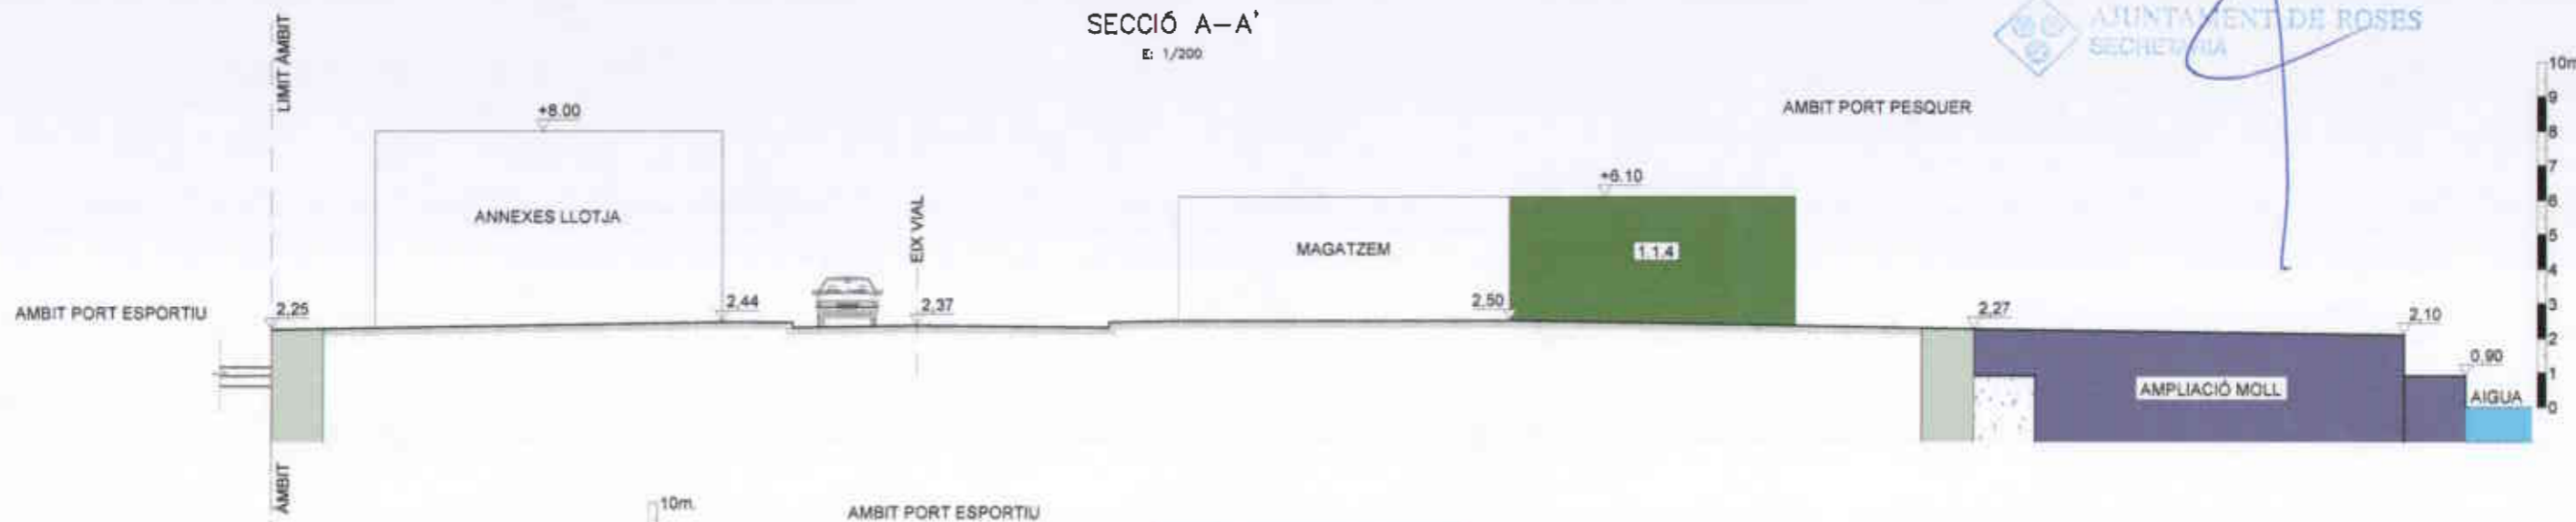 SECCIÓ A-A'
E: 1/200
AJUNTAMENT DE ROSES
SECRETARIA
LIMIT ÀMBIT
+8.00
AMBIT PORT PESQUER
10m
9
8
7
6
5
4
3
2
1
0
+6.10
ANNEXES LLOTJA
EIX VIAL
MAGATZEM
1.1.4
AMBIT PORT ESPORTIU
2,25
2,44
2,37
2,50
2,27
2,10
0,90
AMPLIACIÓ MOLL
AIGUA
ÀMBIT
10m.
AMBIT PORT ESPORTIU